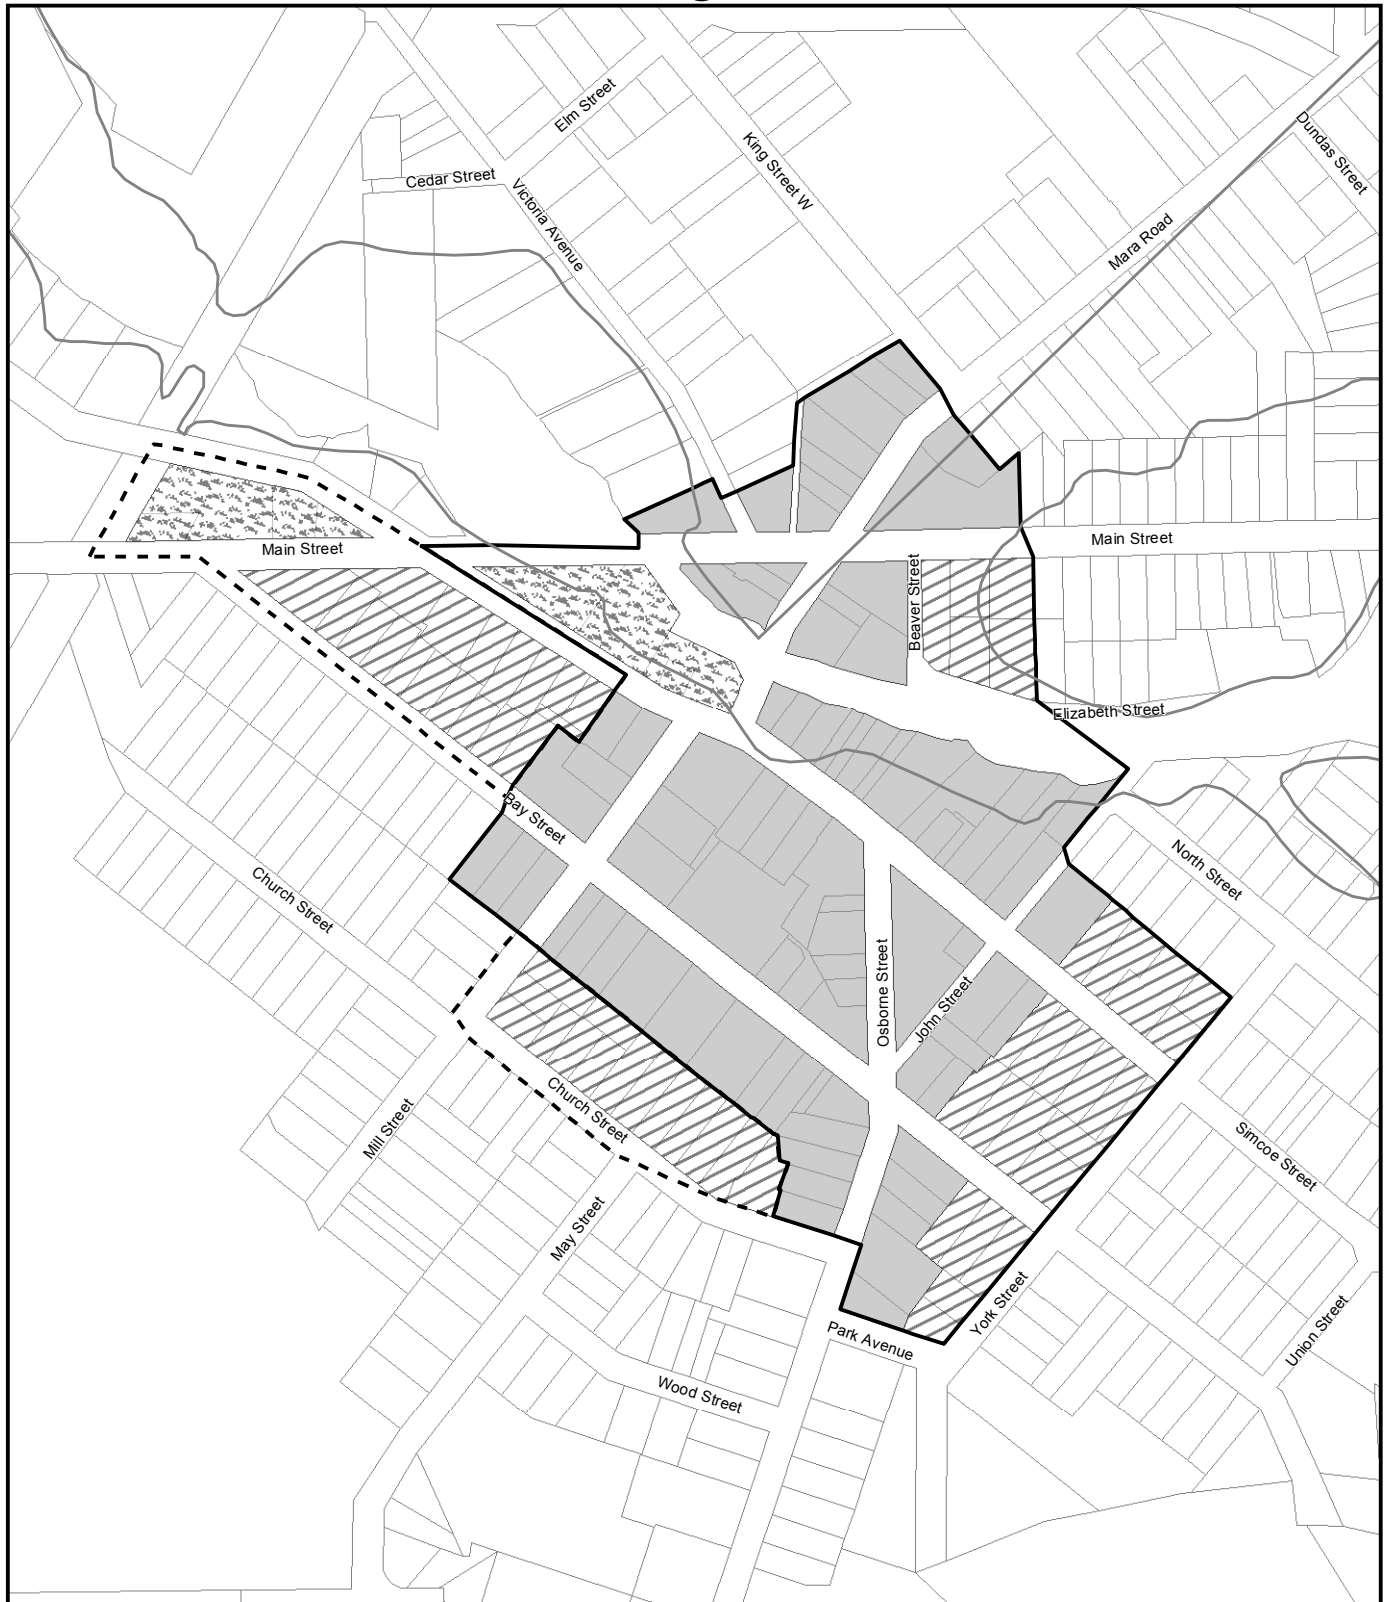 Elm Street
Dundas Street
King Street W
Cedar Street
Victoria Avenue
Mara Road
Main Street
Main Street
Beaver Street
Elizabeth Street
Bay Street
North Street
Church Street
Osborne Street
John Street
Church Street
Mill Street
Simcoe Street
May Street
York Street
Union Street
Park Avenue
Wood Street